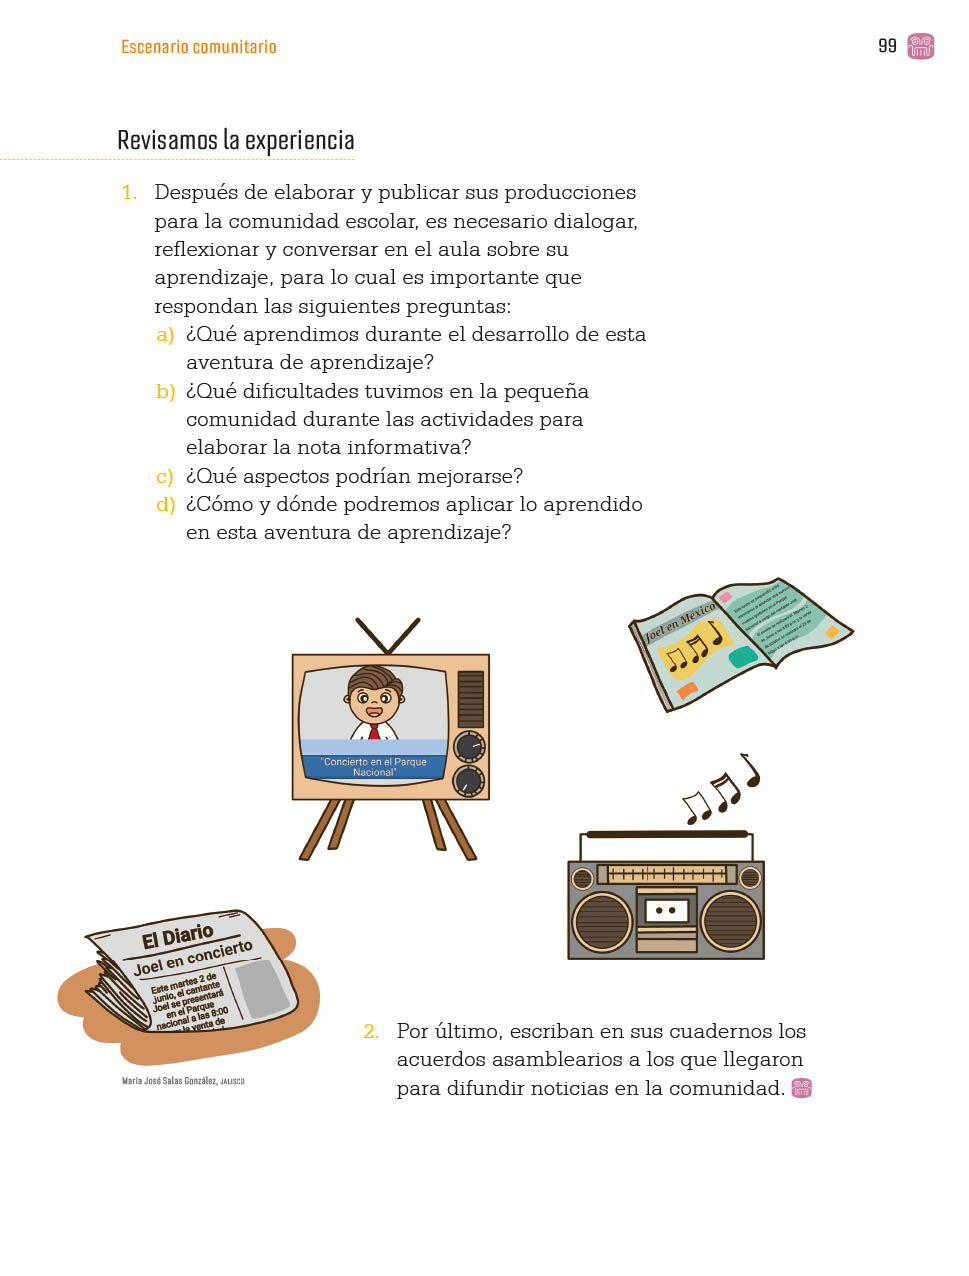 Escenario comunitario
99
Revisamos la experiencia
1. Después de elaborar y publicar sus producciones
para la comunidad escolar, es necesario dialogar,
reflexionar y conversar en el aula sobre su
aprendizaje, para lo cual es importante que
respondan las siguientes preguntas:
a) ¿Qué aprendimos durante el desarrollo de esta
aventura de aprendizaje?
b) ¿Qué dificultades tuvimos en la pequeña
comunidad durante las actividades para
elaborar la nota informativa?
c) ¿Qué aspectos podrían mejorarse?
d) ¿Cómo y dónde podremos aplicar lo aprendido
en esta aventura de aprendizaje?
Joel en México
"Concierto en el Parque
Nacional"
El Diario
Joel en concierto
Este martes 2 de
junio, el cantante
Joel se presentará
en el Parque
nacional a las 8:00
la venta de
2. Por último, escriban en sus cuadernos los
acuerdos asamblearios a los que llegaron
para difundir noticias en la comunidad.
María José Salas González, JALISCO